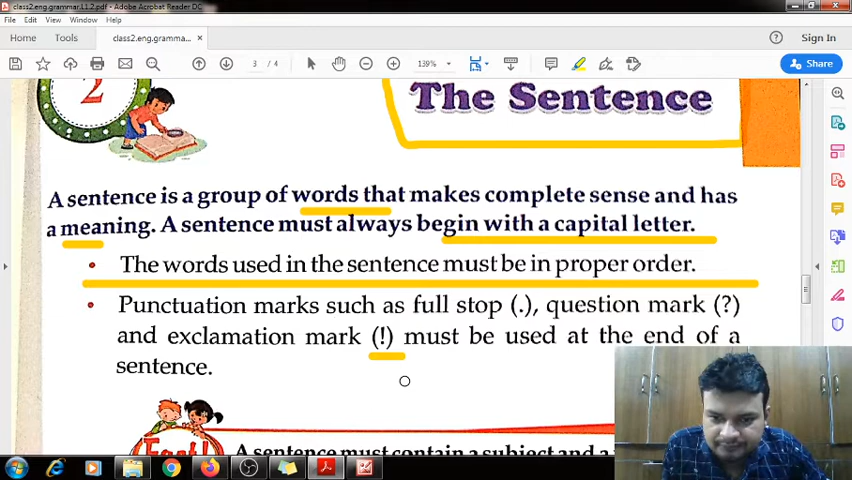 class2.eng.grammar.L1.2.pdf - Adobe Acrobat Reader DC
File Edit View Window Help
Home Tools class2.eng.gramma... × Sign In
3 / 4 139% Share
2
The Sentence
A sentence is a group of words that makes complete sense and has
a meaning. A sentence must always begin with a capital letter.
• The words used in the sentence must be in proper order.
• Punctuation marks such as full stop (.), question mark (?)
and exclamation mark (!) must be used at the end of a
sentence.
Fact!
A sentence must contain a subject and a